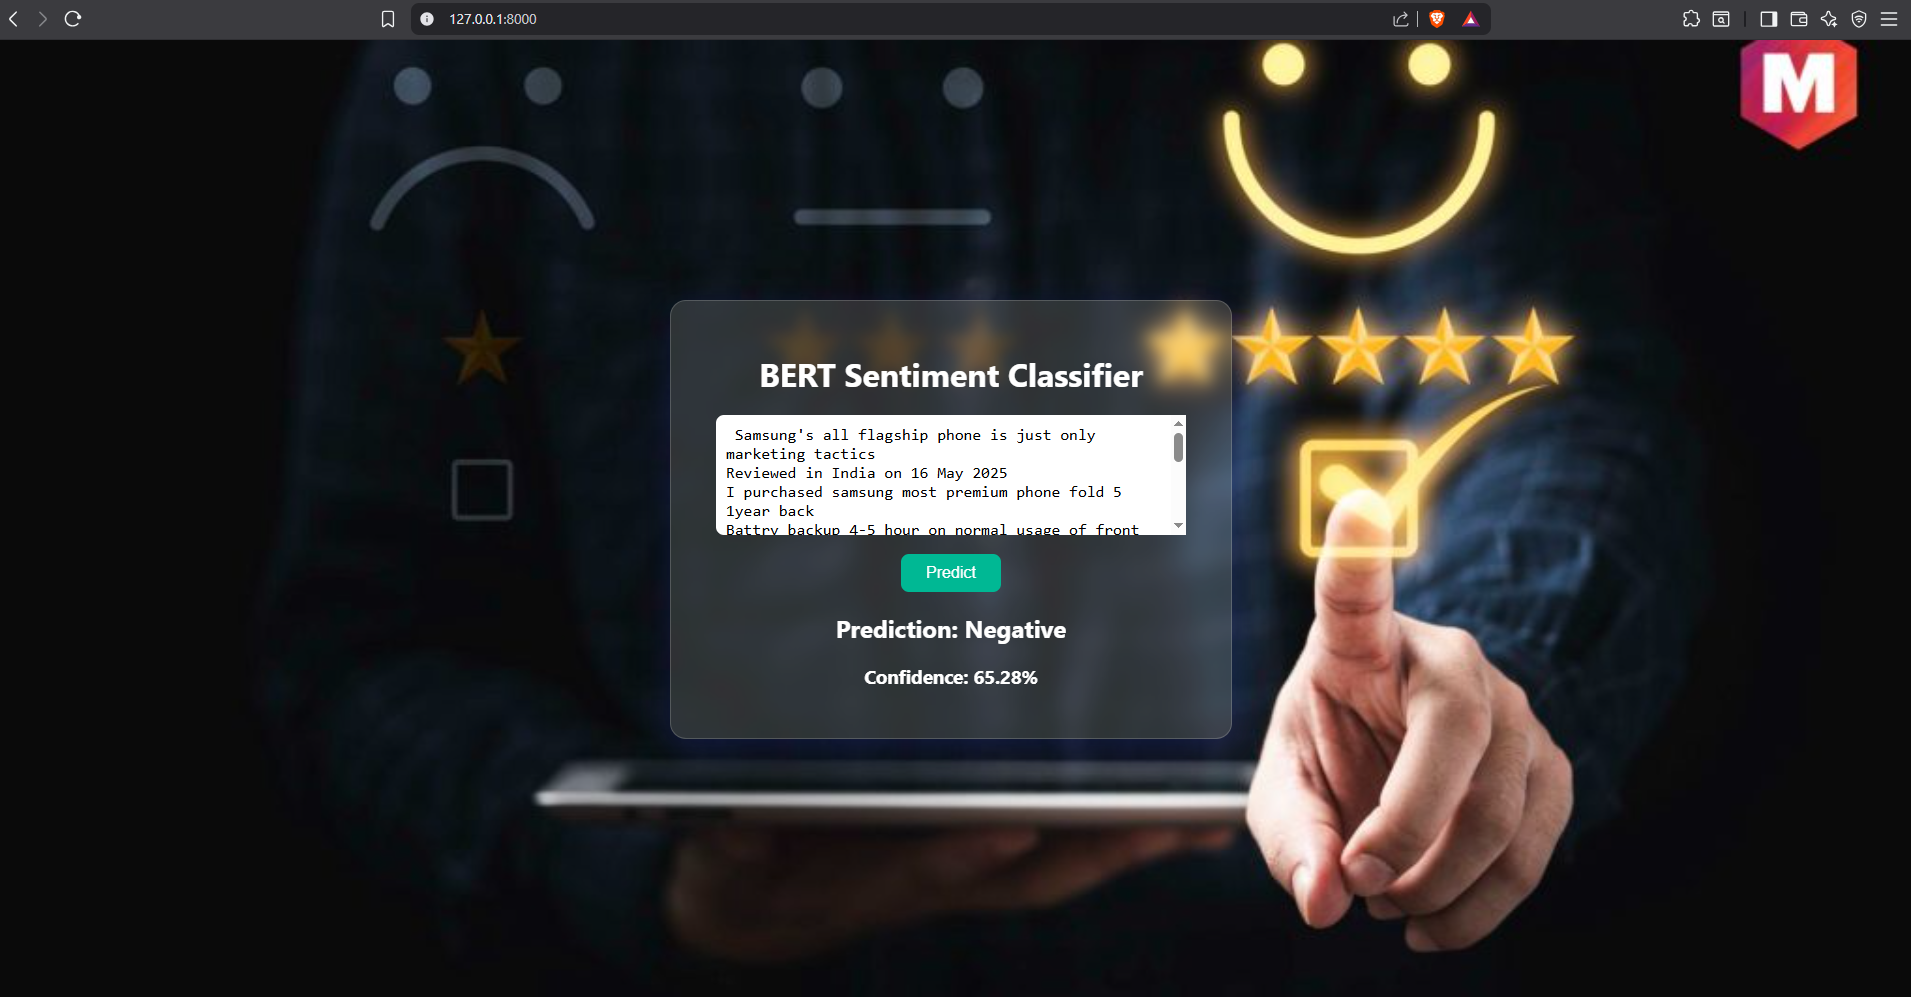 127.0.0.1:8000
M
BERT Sentiment Classifier
Samsung's all flagship phone is just only
marketing tactics
Reviewed in India on 16 May 2025
I purchased samsung most premium phone fold 5
1year back
Battry backup 4-5 hour on normal usage of front
Predict
Prediction: Negative
Confidence: 65.28%